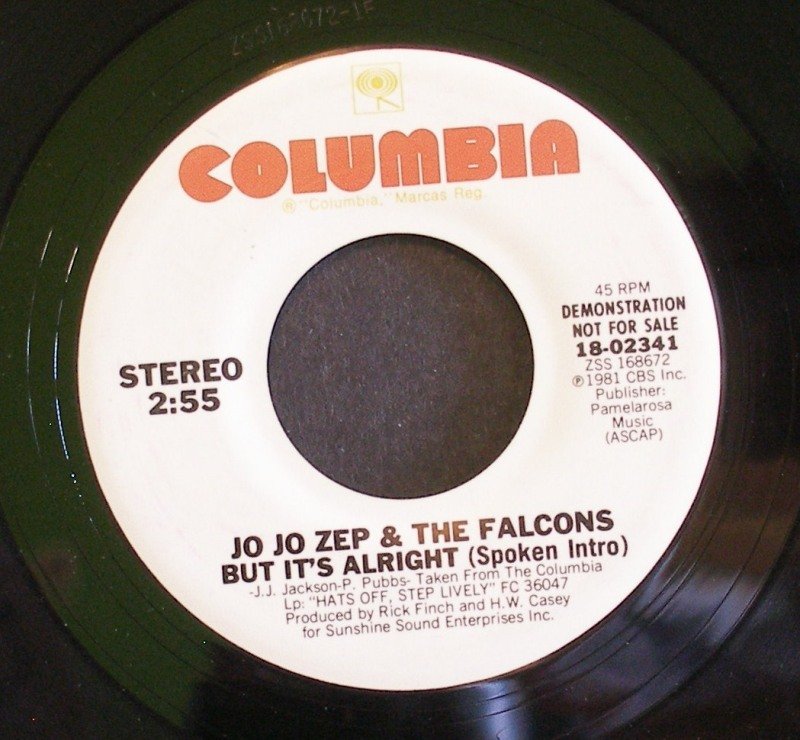 ZSS168672-1E
COLUMBIA
® "Columbia," Marcas Reg.
45 RPM
DEMONSTRATION
NOT FOR SALE
18-02341
ZSS 168672
℗1981 CBS Inc.
Publisher:
Pamelarosa
Music
(ASCAP)
STEREO
2:55
JO JO ZEP & THE FALCONS
BUT IT'S ALRIGHT (Spoken Intro)
-J.J. Jackson-P. Pubbs- Taken From The Columbia
Lp: "HATS OFF, STEP LIVELY" FC 36047
Produced by Rick Finch and H.W. Casey
for Sunshine Sound Enterprises Inc.